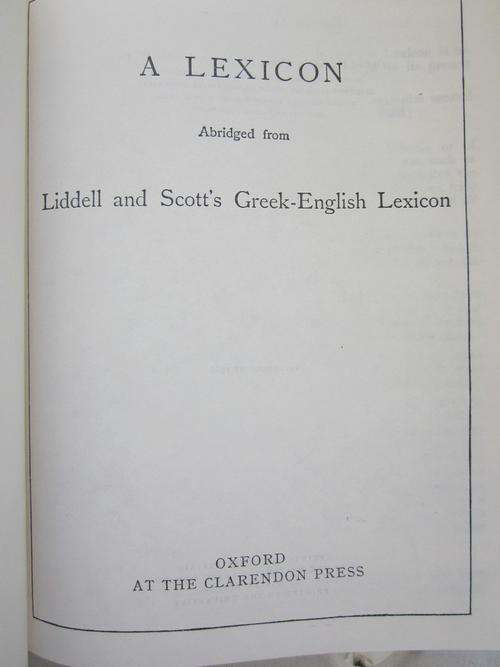 A LEXICON
Abridged from
Liddell and Scott's Greek-English Lexicon
OXFORD
AT THE CLARENDON PRESS